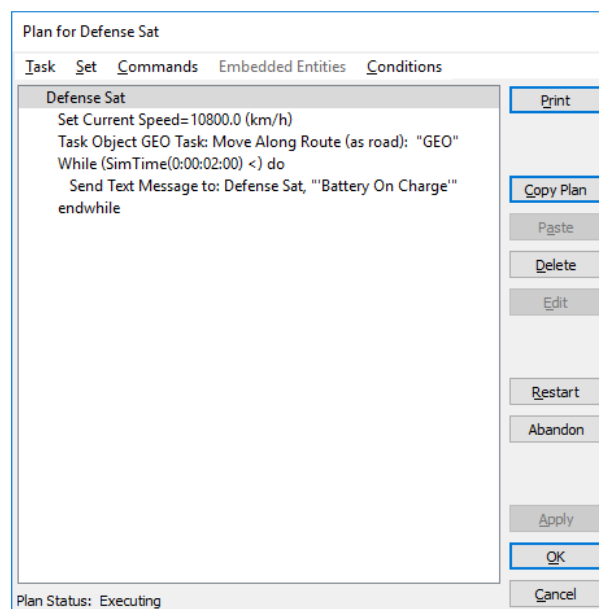 Plan for Defense Sat
Task Set Commands Embedded Entities Conditions
Defense Sat
Set Current Speed=10800.0 (km/h)
Task Object GEO Task: Move Along Route (as road): "GEO"
While (SimTime(0:00:02:00) <) do
Send Text Message to: Defense Sat, "'Battery On Charge'"
endwhile
Print
Copy Plan
Paste
Delete
Edit
Restart
Abandon
Apply
OK
Cancel
Plan Status: Executing